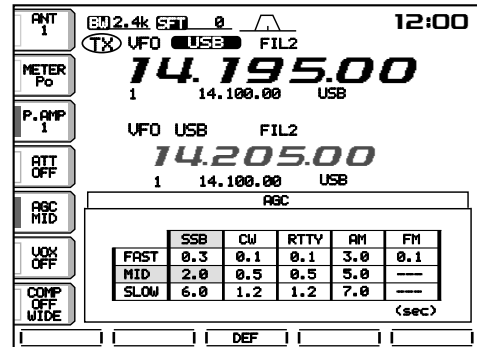 ANT 1
BW 2.4k SFT 0 12:00
TX VFO USB FIL2
METER Po
14.195.00
1 14.100.00 USB
P.AMP 1
VFO USB FIL2
ATT OFF
14.205.00
1 14.100.00 USB
AGC MID
AGC
SSB CW RTTY AM FM
VOX OFF
FAST 0.3 0.1 0.1 3.0 0.1
MID 2.0 0.5 0.5 5.0 ---
SLOW 6.0 1.2 1.2 7.0 ---
COMP OFF WIDE
(sec)
DEF